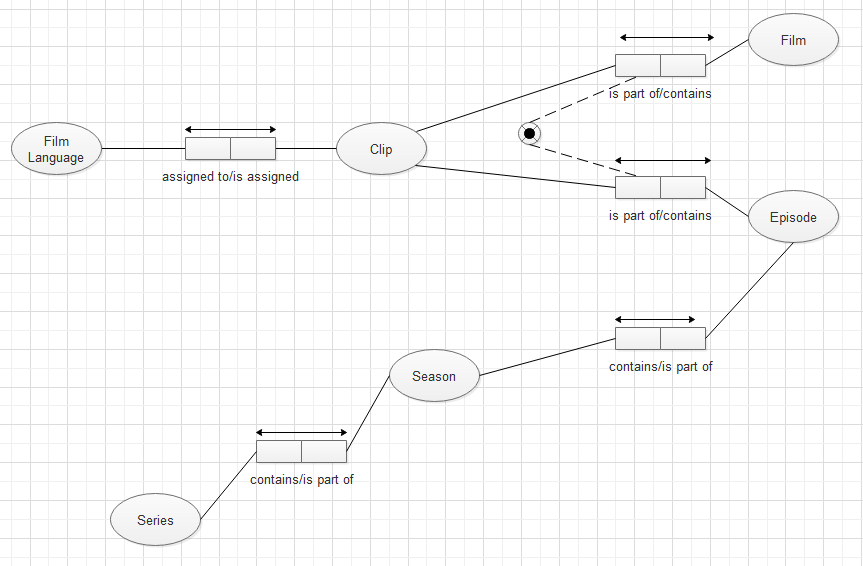 Film
is part of/contains
Film
Language
Clip
assigned to/is assigned
is part of/contains
Episode
contains/is part of
Season
contains/is part of
Series